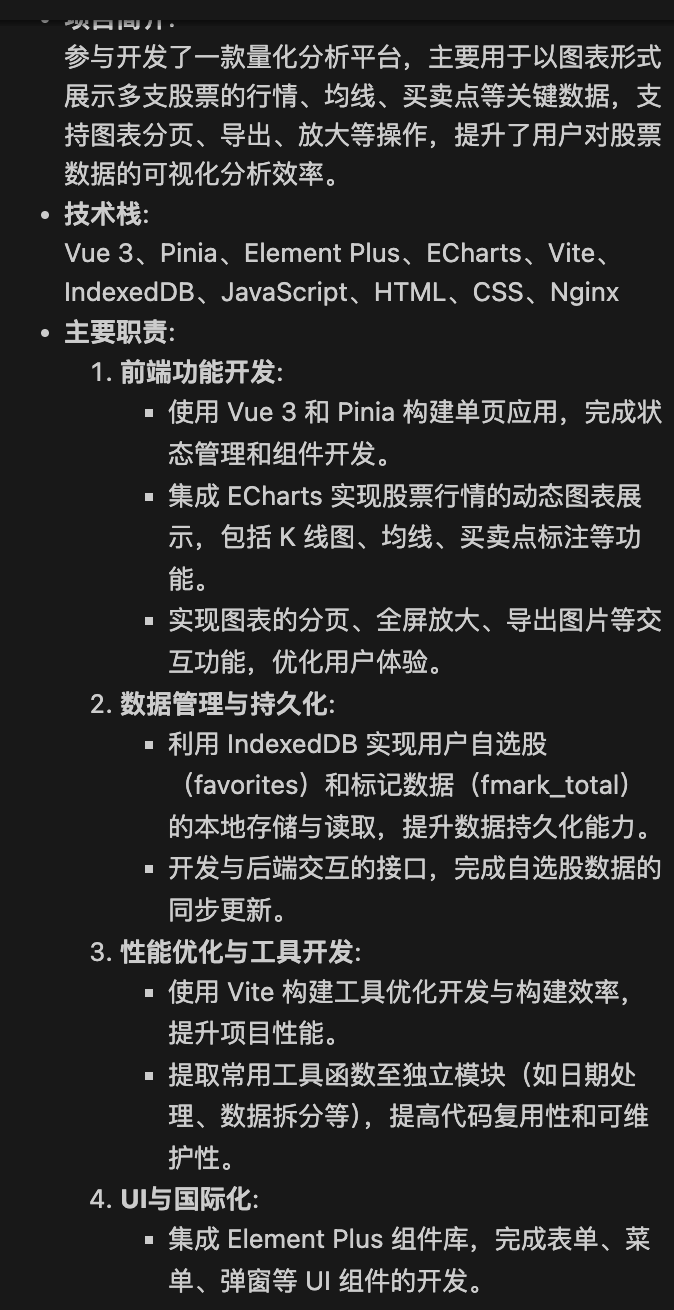 项目简介:
参与开发了一款量化分析平台，主要用于以图表形式
展示多支股票的行情、均线、买卖点等关键数据，支
持图表分页、导出、放大等操作，提升了用户对股票
数据的可视化分析效率。
• 技术栈:
Vue 3、Pinia、Element Plus、ECharts、Vite、
IndexedDB、JavaScript、HTML、CSS、Nginx
• 主要职责:
1. 前端功能开发:
▪ 使用 Vue 3 和 Pinia 构建单页应用，完成状
态管理和组件开发。
▪ 集成 ECharts 实现股票行情的动态图表展
示，包括 K 线图、均线、买卖点标注等功
能。
▪ 实现图表的分页、全屏放大、导出图片等交
互功能，优化用户体验。
2. 数据管理与持久化:
▪ 利用 IndexedDB 实现用户自选股
（favorites）和标记数据（fmark_total）
的本地存储与读取，提升数据持久化能力。
▪ 开发与后端交互的接口，完成自选股数据的
同步更新。
3. 性能优化与工具开发:
▪ 使用 Vite 构建工具优化开发与构建效率，
提升项目性能。
▪ 提取常用工具函数至独立模块（如日期处
理、数据拆分等），提高代码复用性和可维
护性。
4. UI与国际化:
▪ 集成 Element Plus 组件库，完成表单、菜
单、弹窗等 UI 组件的开发。